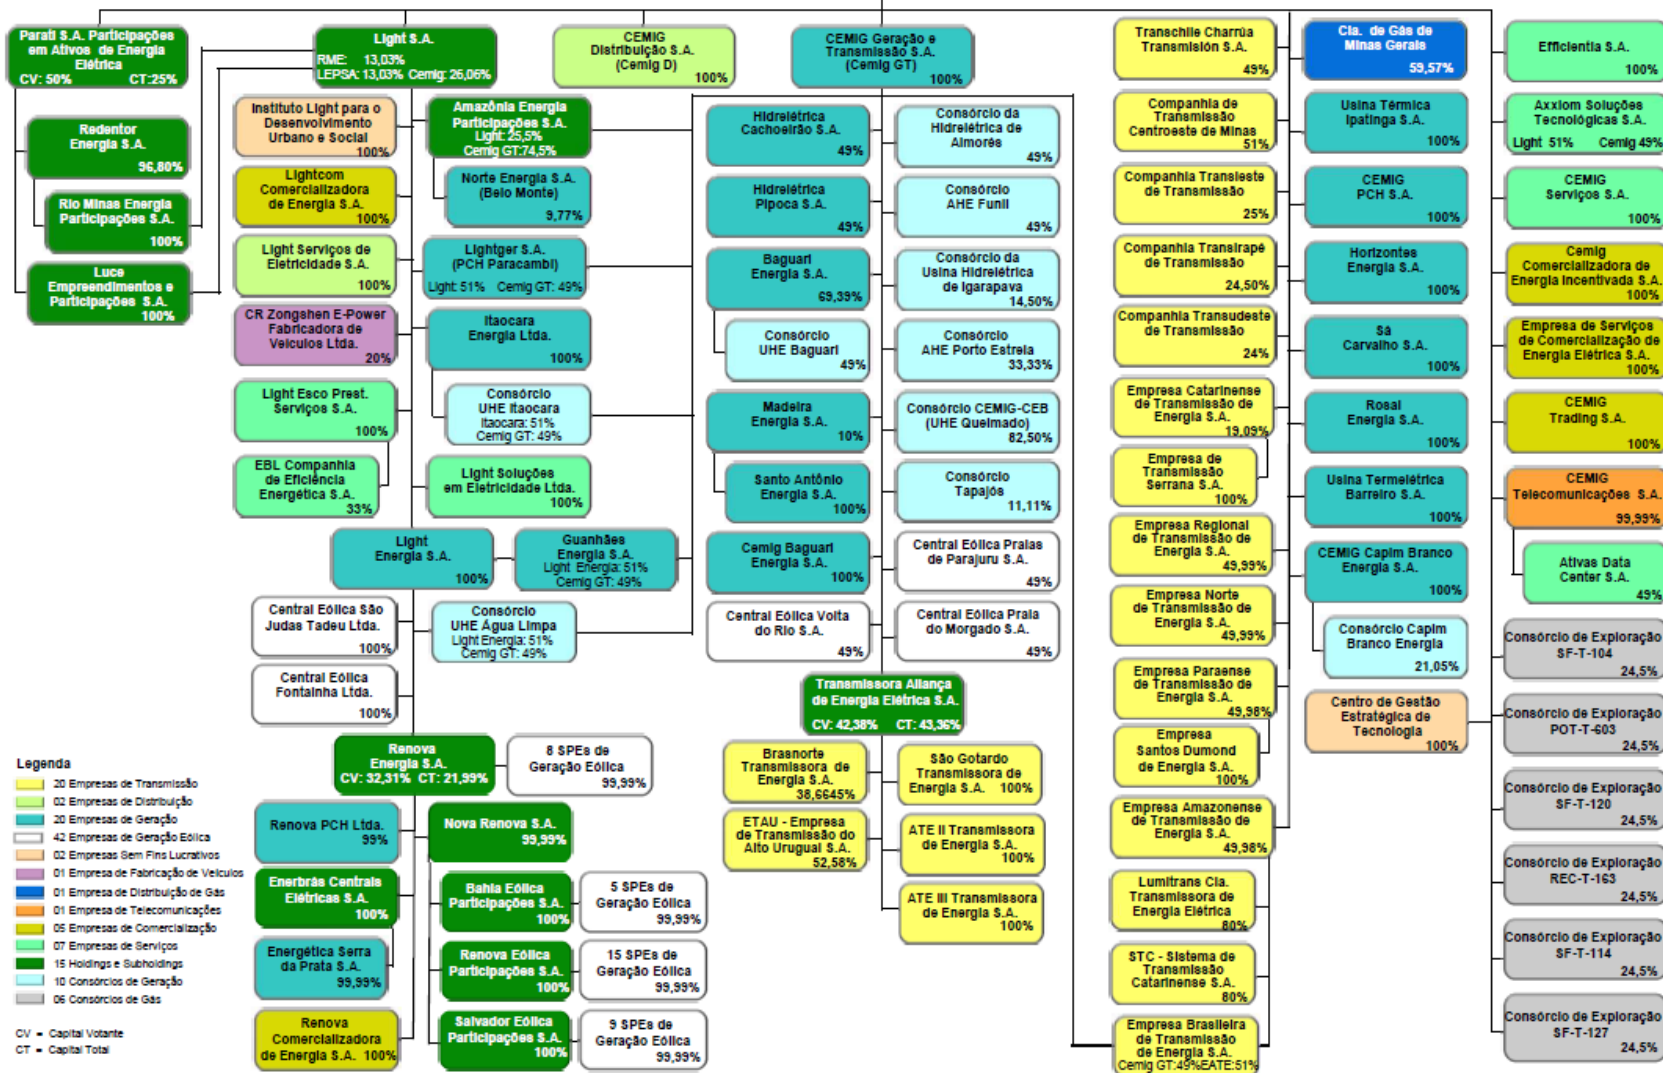 Parati S.A. Participações
em Ativos de Energia
Elétrica
CV: 50% CT:25%
Light S.A.
RME: 13,03%
LEPSA: 13,03% Cemig: 26,06%
CEMIG
Distribuição S.A.
(Cemig D)
100%
CEMIG Geração e
Transmissão S.A.
(Cemig GT)
100%
Transchile Charrúa
Transmisión S.A.
49%
Cia. de Gás de
Minas Gerais
59,57%
Efficientia S.A.
100%
Redentor
Energia S.A.
96,80%
Rio Minas Energia
Participações S.A.
100%
Luce
Empreendimentos e
Participações S.A.
100%
Instituto Light para o
Desenvolvimento
Urbano e Social
100%
Lightcom
Comercializadora
de Energia S.A.
100%
Light Serviços de
Eletricidade S.A.
100%
CR Zongshen E-Power
Fabricadora de
Veículos Ltda.
20%
Light Esco Prest.
Serviços S.A.
100%
EBL Companhia
de Eficiência
Energética S.A.
33%
Amazônia Energia
Participações S.A.
Light: 25,5%
Cemig GT:74,5%
Norte Energia S.A.
(Belo Monte)
9,77%
Lightger S.A.
(PCH Paracambi)
Light: 51% Cemig GT: 49%
Itaocara
Energia Ltda.
100%
Consórcio
UHE Itaocara
Itaocara: 51%
Cemig GT: 49%
Light Soluções
em Eletricidade Ltda.
100%
Light
Energia S.A.
100%
Guanhães
Energia S.A.
Light Energia: 51%
Cemig GT: 49%
Central Eólica São
Judas Tadeu Ltda.
100%
Consórcio
UHE Água Limpa
Light Energia: 51%
Cemig GT: 49%
Central Eólica
Fontainha Ltda.
100%
Renova
Energia S.A.
CV: 32,31% CT: 21,99%
8 SPEs de
Geração Eólica
99,99%
Renova PCH Ltda.
99%
Nova Renova S.A.
99,99%
Enerbrás Centrais
Elétricas S.A.
100%
Bahia Eólica
Participações S.A.
100%
5 SPEs de
Geração Eólica
99,99%
Energética Serra
da Prata S.A.
99,99%
Renova Eólica
Participações S.A.
100%
15 SPEs de
Geração Eólica
99,99%
Renova
Comercializadora
de Energia S.A. 100%
Salvador Eólica
Participações S.A.
100%
9 SPEs de
Geração Eólica
99,99%
Hidrelétrica
Cachoeirão S.A.
49%
Consórcio da
Hidrelétrica de
Aimorés
49%
Hidrelétrica
Pipoca S.A.
49%
Consórcio
AHE Funil
49%
Baguari
Energia S.A.
69,39%
Consórcio da
Usina Hidrelétrica
de Igarapava
14,50%
Consórcio
UHE Baguari
49%
Consórcio
AHE Porto Estrela
33,33%
Madeira
Energia S.A.
10%
Consórcio CEMIG-CEB
(UHE Queimado)
82,50%
Santo Antônio
Energia S.A.
100%
Consórcio
Tapajós
11,11%
Cemig Baguari
Energia S.A.
100%
Central Eólica Praias
de Parajuru S.A.
49%
Central Eólica Volta
do Rio S.A.
49%
Central Eólica Praia
do Morgado S.A.
49%
Transmissora Aliança
de Energia Elétrica S.A.
CV: 42,38% CT: 43,36%
Brasnorte
Transmissora de
Energia S.A.
38,6645%
São Gotardo
Transmissora de
Energia S.A. 100%
ETAU - Empresa
de Transmissão do
Alto Uruguai S.A.
52,58%
ATE II Transmissora
de Energia S.A.
100%
ATE III Transmissora
de Energia S.A.
100%
Companhia de
Transmissão
Centroeste de Minas
51%
Companhia Transleste
de Transmissão
25%
Companhia Transirapé
de Transmissão
24,50%
Companhia Transudeste
de Transmissão
24%
Empresa Catarinense
de Transmissão de
Energia S.A.
19,09%
Empresa de
Transmissão
Serrana S.A.
100%
Empresa Regional
de Transmissão de
Energia S.A.
49,99%
Empresa Norte
de Transmissão de
Energia S.A.
49,99%
Empresa Paraense
de Transmissão de
Energia S.A.
49,98%
Empresa
Santos Dumond
de Energia S.A.
100%
Empresa Amazonense
de Transmissão de
Energia S.A.
49,98%
Lumitrans Cia.
Transmissora de
Energia Elétrica
80%
STC - Sistema de
Transmissão
Catarinense S.A.
80%
Empresa Brasileira
de Transmissão
de Energia S.A.
Cemig GT:49%EATE:51%
Usina Térmica
Ipatinga S.A.
100%
CEMIG
PCH S.A.
100%
Horizontes
Energia S.A.
100%
Sá
Carvalho S.A.
100%
Rosal
Energia S.A.
100%
Usina Termelétrica
Barreiro S.A.
100%
CEMIG Capim Branco
Energia S.A.
100%
Consórcio Capim
Branco Energia
21,05%
Centro de Gestão
Estratégica de
Tecnologia
100%
Axxiom Soluções
Tecnológicas S.A.
Light 51% Cemig 49%
CEMIG
Serviços S.A.
100%
Cemig
Comercializadora de
Energia Incentivada S.A.
100%
Empresa de Serviços
de Comercialização de
Energia Elétrica S.A.
100%
CEMIG
Trading S.A.
100%
CEMIG
Telecomunicações S.A.
99,99%
Ativas Data
Center S.A.
49%
Consórcio de Exploração
SF-T-104
24,5%
Consórcio de Exploração
POT-T-603
24,5%
Consórcio de Exploração
SF-T-120
24,5%
Consórcio de Exploração
REC-T-163
24,5%
Consórcio de Exploração
SF-T-114
24,5%
Consórcio de Exploração
SF-T-127
24,5%
Legenda
20 Empresas de Transmissão
02 Empresas de Distribuição
20 Empresas de Geração
42 Empresas de Geração Eólica
02 Empresas Sem Fins Lucrativos
01 Empresa de Fabricação de Veículos
01 Empresa de Distribuição de Gás
01 Empresa de Telecomunicações
05 Empresas de Comercialização
07 Empresas de Serviços
15 Holdings e Subholdings
10 Consórcios de Geração
06 Consórcios de Gás
CV = Capital Votante
CT = Capital Total